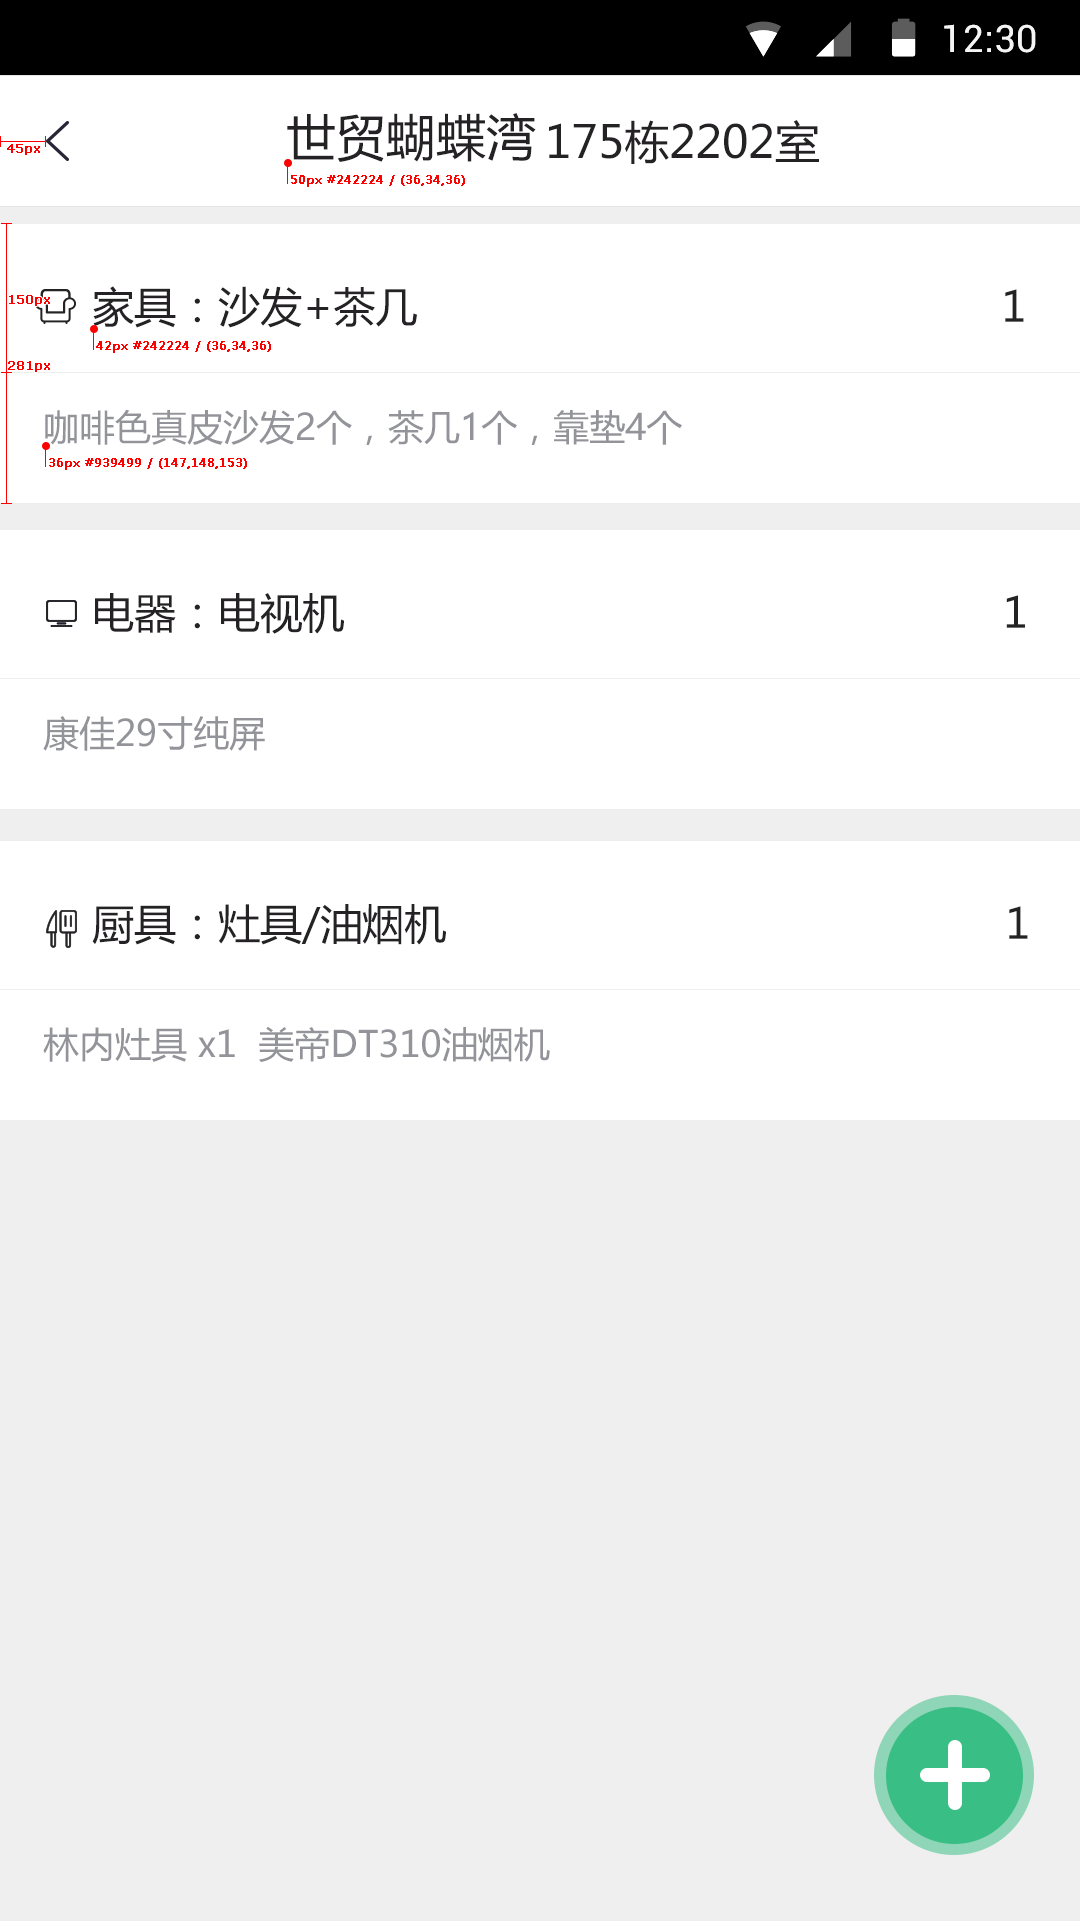 12:30
世贸蝴蝶湾 175栋2202室
45px
50px #242224 / (36,34,36)
150px
家具：沙发+茶几 1
42px #242224 / (36,34,36)
281px
咖啡色真皮沙发2个，茶几1个，靠垫4个
36px #939499 / (147,148,153)
电器：电视机 1
康佳29寸纯屏
厨具：灶具/油烟机 1
林内灶具 x1 美帝DT310油烟机